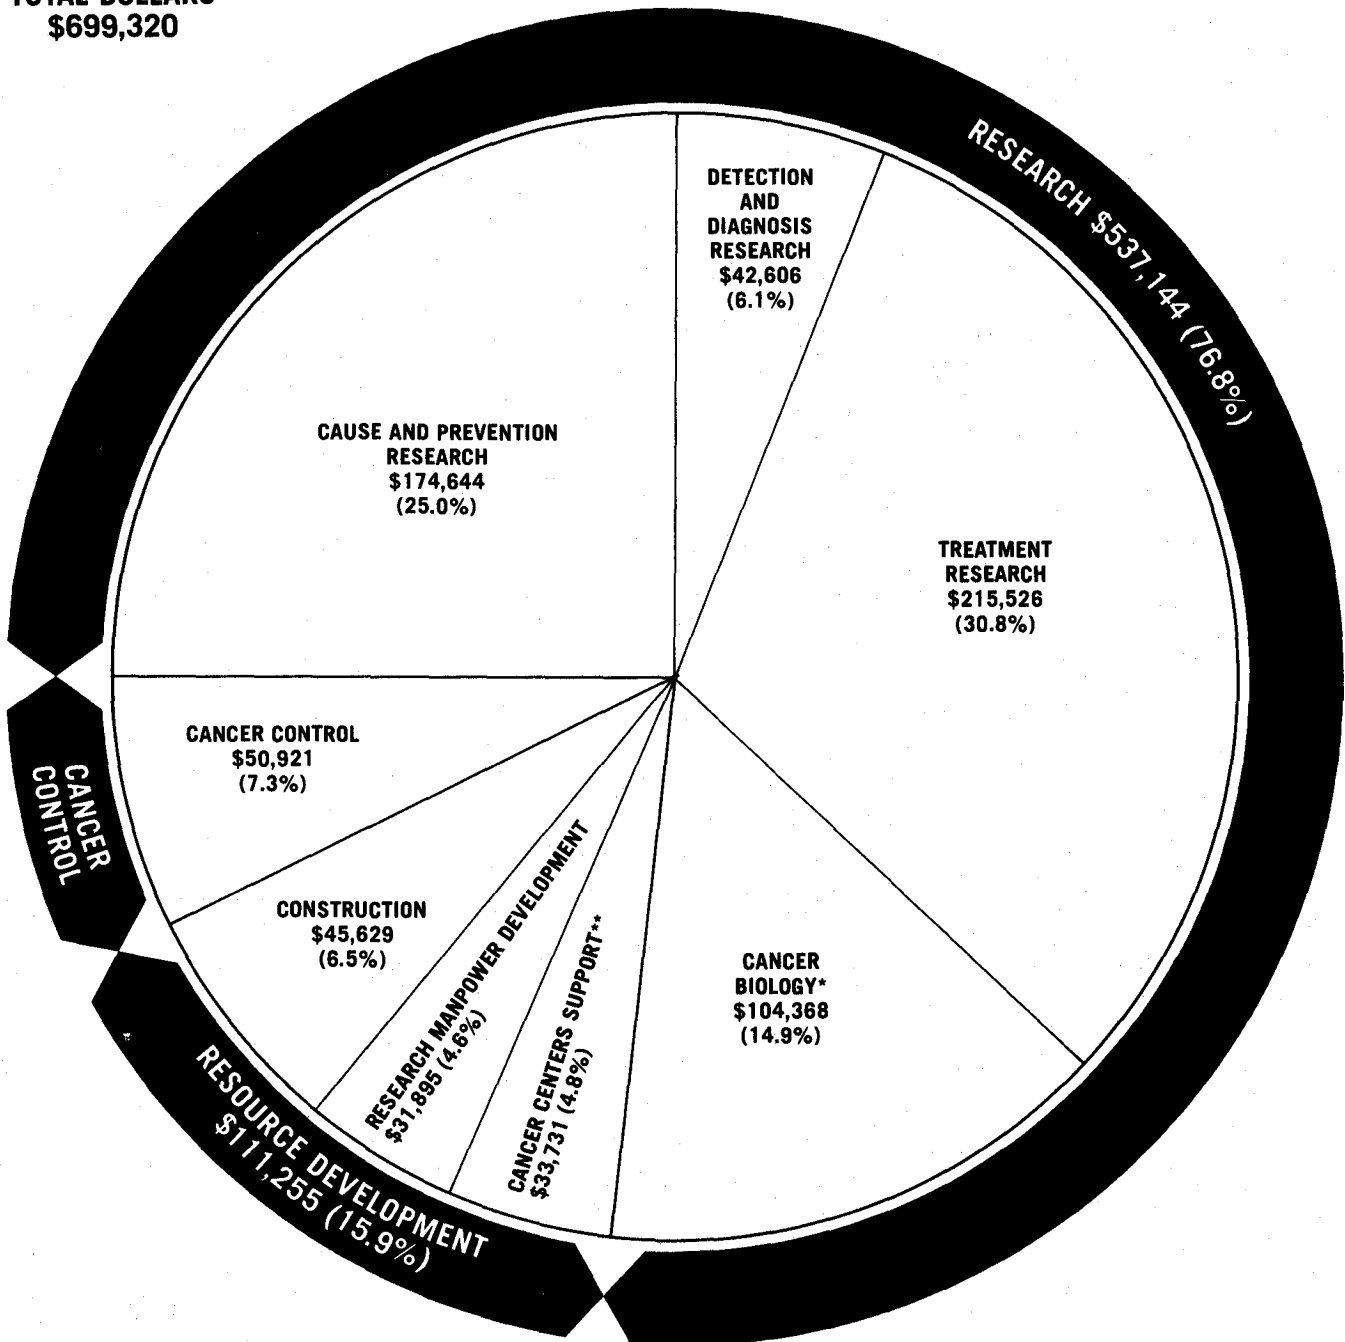 TOTAL DOLLARS
$699,320
RESEARCH $537,144 (76.8%)
DETECTION
AND
DIAGNOSIS
RESEARCH
$42,606
(6.1%)
CAUSE AND PREVENTION
RESEARCH
$174,644
(25.0%)
TREATMENT
RESEARCH
$215,526
(30.8%)
CANCER CONTROL
$50,921
(7.3%)
CANCER
CONTROL
CONSTRUCTION
$45,629
(6.5%)
RESEARCH MANPOWER DEVELOPMENT
$31,895 (4.6%)
CANCER CENTERS SUPPORT**
$33,731 (4.8%)
CANCER
BIOLOGY*
$104,368
(14.9%)
RESOURCE DEVELOPMENT
$111,255 (15.9%)